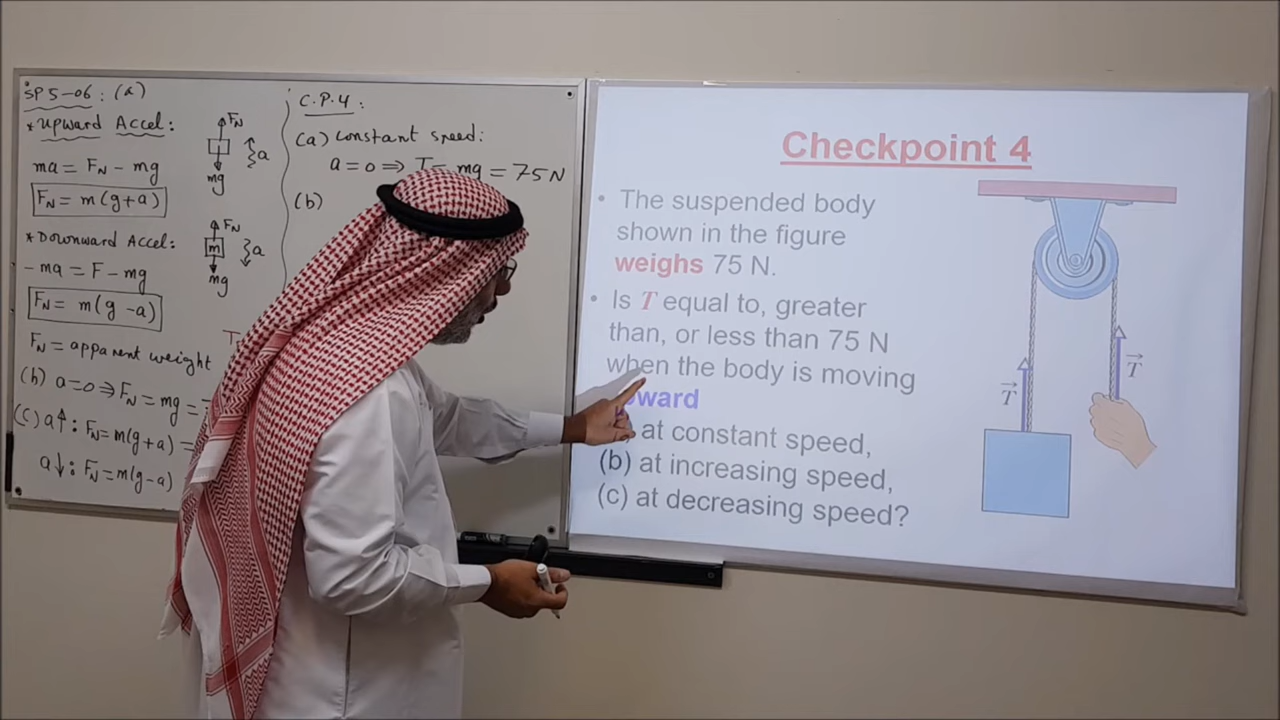 SP 5-06: (a)
*Upward Accel:
ma = FN - mg
FN = m(g+a)
FN
a
mg
*Downward Accel:
-ma = F - mg
FN = m(g-a)
FN
m
a
mg
FN = apparent weight
(b) a=0 ⇒ FN = mg =
(C) a↑: FN = m(g+a) =
a↓: FN = m(g-a)
C.P.4:
(a) constant speed:
a=0 ⇒ T = mg = 75N
(b)
Checkpoint 4
• The suspended body
shown in the figure
weighs 75 N.
• Is T equal to, greater
than, or less than 75 N
when the body is moving
at constant speed,
(b) at increasing speed,
(c) at decreasing speed?
T
T